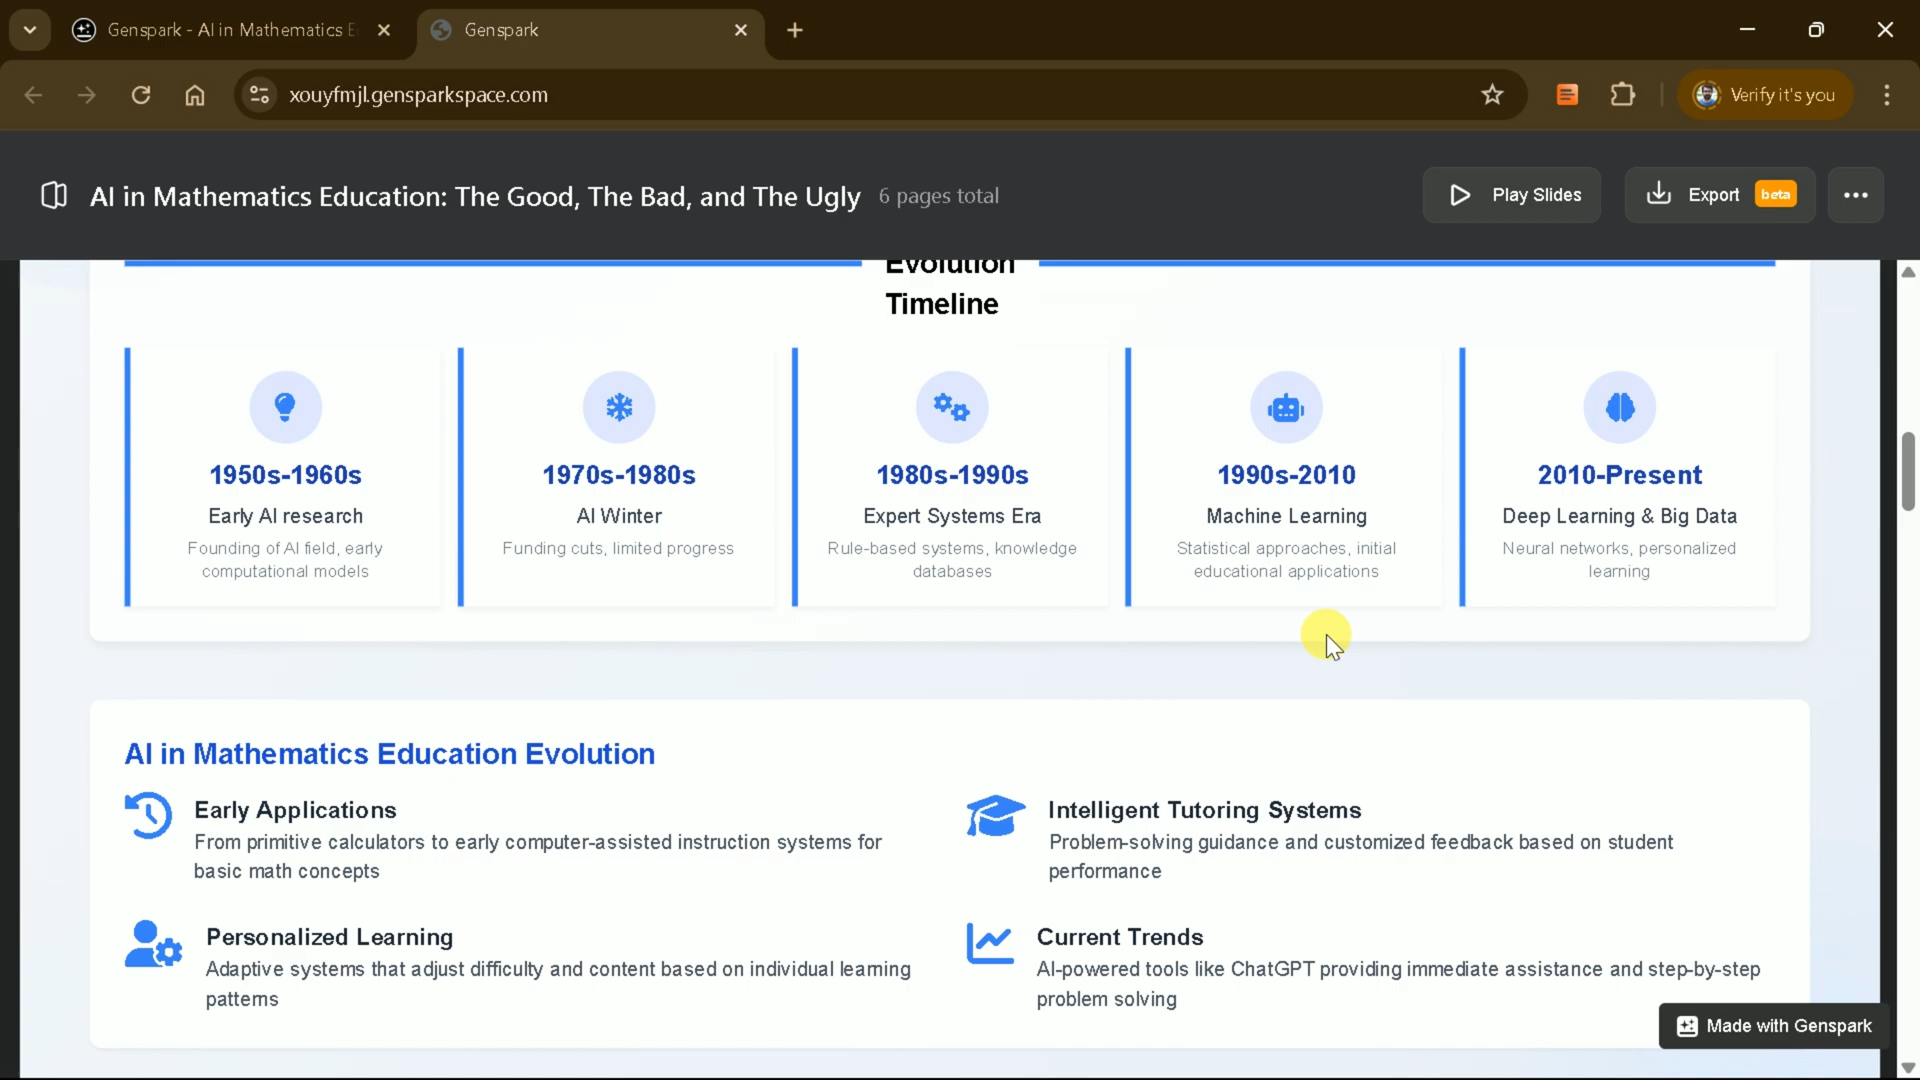 Genspark - AI in Mathematics E
Genspark
xouyfmjl.gensparkspace.com
Verify it's you
AI in Mathematics Education: The Good, The Bad, and The Ugly
6 pages total
Play Slides
Export
beta
Evolution
Timeline
1950s-1960s
Early AI research
Founding of AI field, early
computational models
1970s-1980s
AI Winter
Funding cuts, limited progress
1980s-1990s
Expert Systems Era
Rule-based systems, knowledge
databases
1990s-2010
Machine Learning
Statistical approaches, initial
educational applications
2010-Present
Deep Learning & Big Data
Neural networks, personalized
learning
AI in Mathematics Education Evolution
Early Applications
From primitive calculators to early computer-assisted instruction systems for
basic math concepts
Intelligent Tutoring Systems
Problem-solving guidance and customized feedback based on student
performance
Personalized Learning
Adaptive systems that adjust difficulty and content based on individual learning
patterns
Current Trends
AI-powered tools like ChatGPT providing immediate assistance and step-by-step
problem solving
Made with Genspark